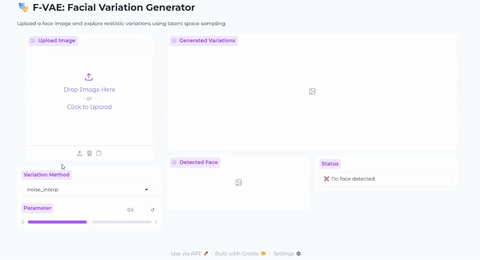 F-VAE: Facial Variation Generator
Upload a face image and explore realistic variations using latent space sampling.
Upload Image
Drop Image Here
- or -
Click to Upload
Generated Variations
Variation Method
noise_interp
Parameter
0.5
Detected Face
Status
❌ No face detected.
Use via API · Built with Gradio · Settings